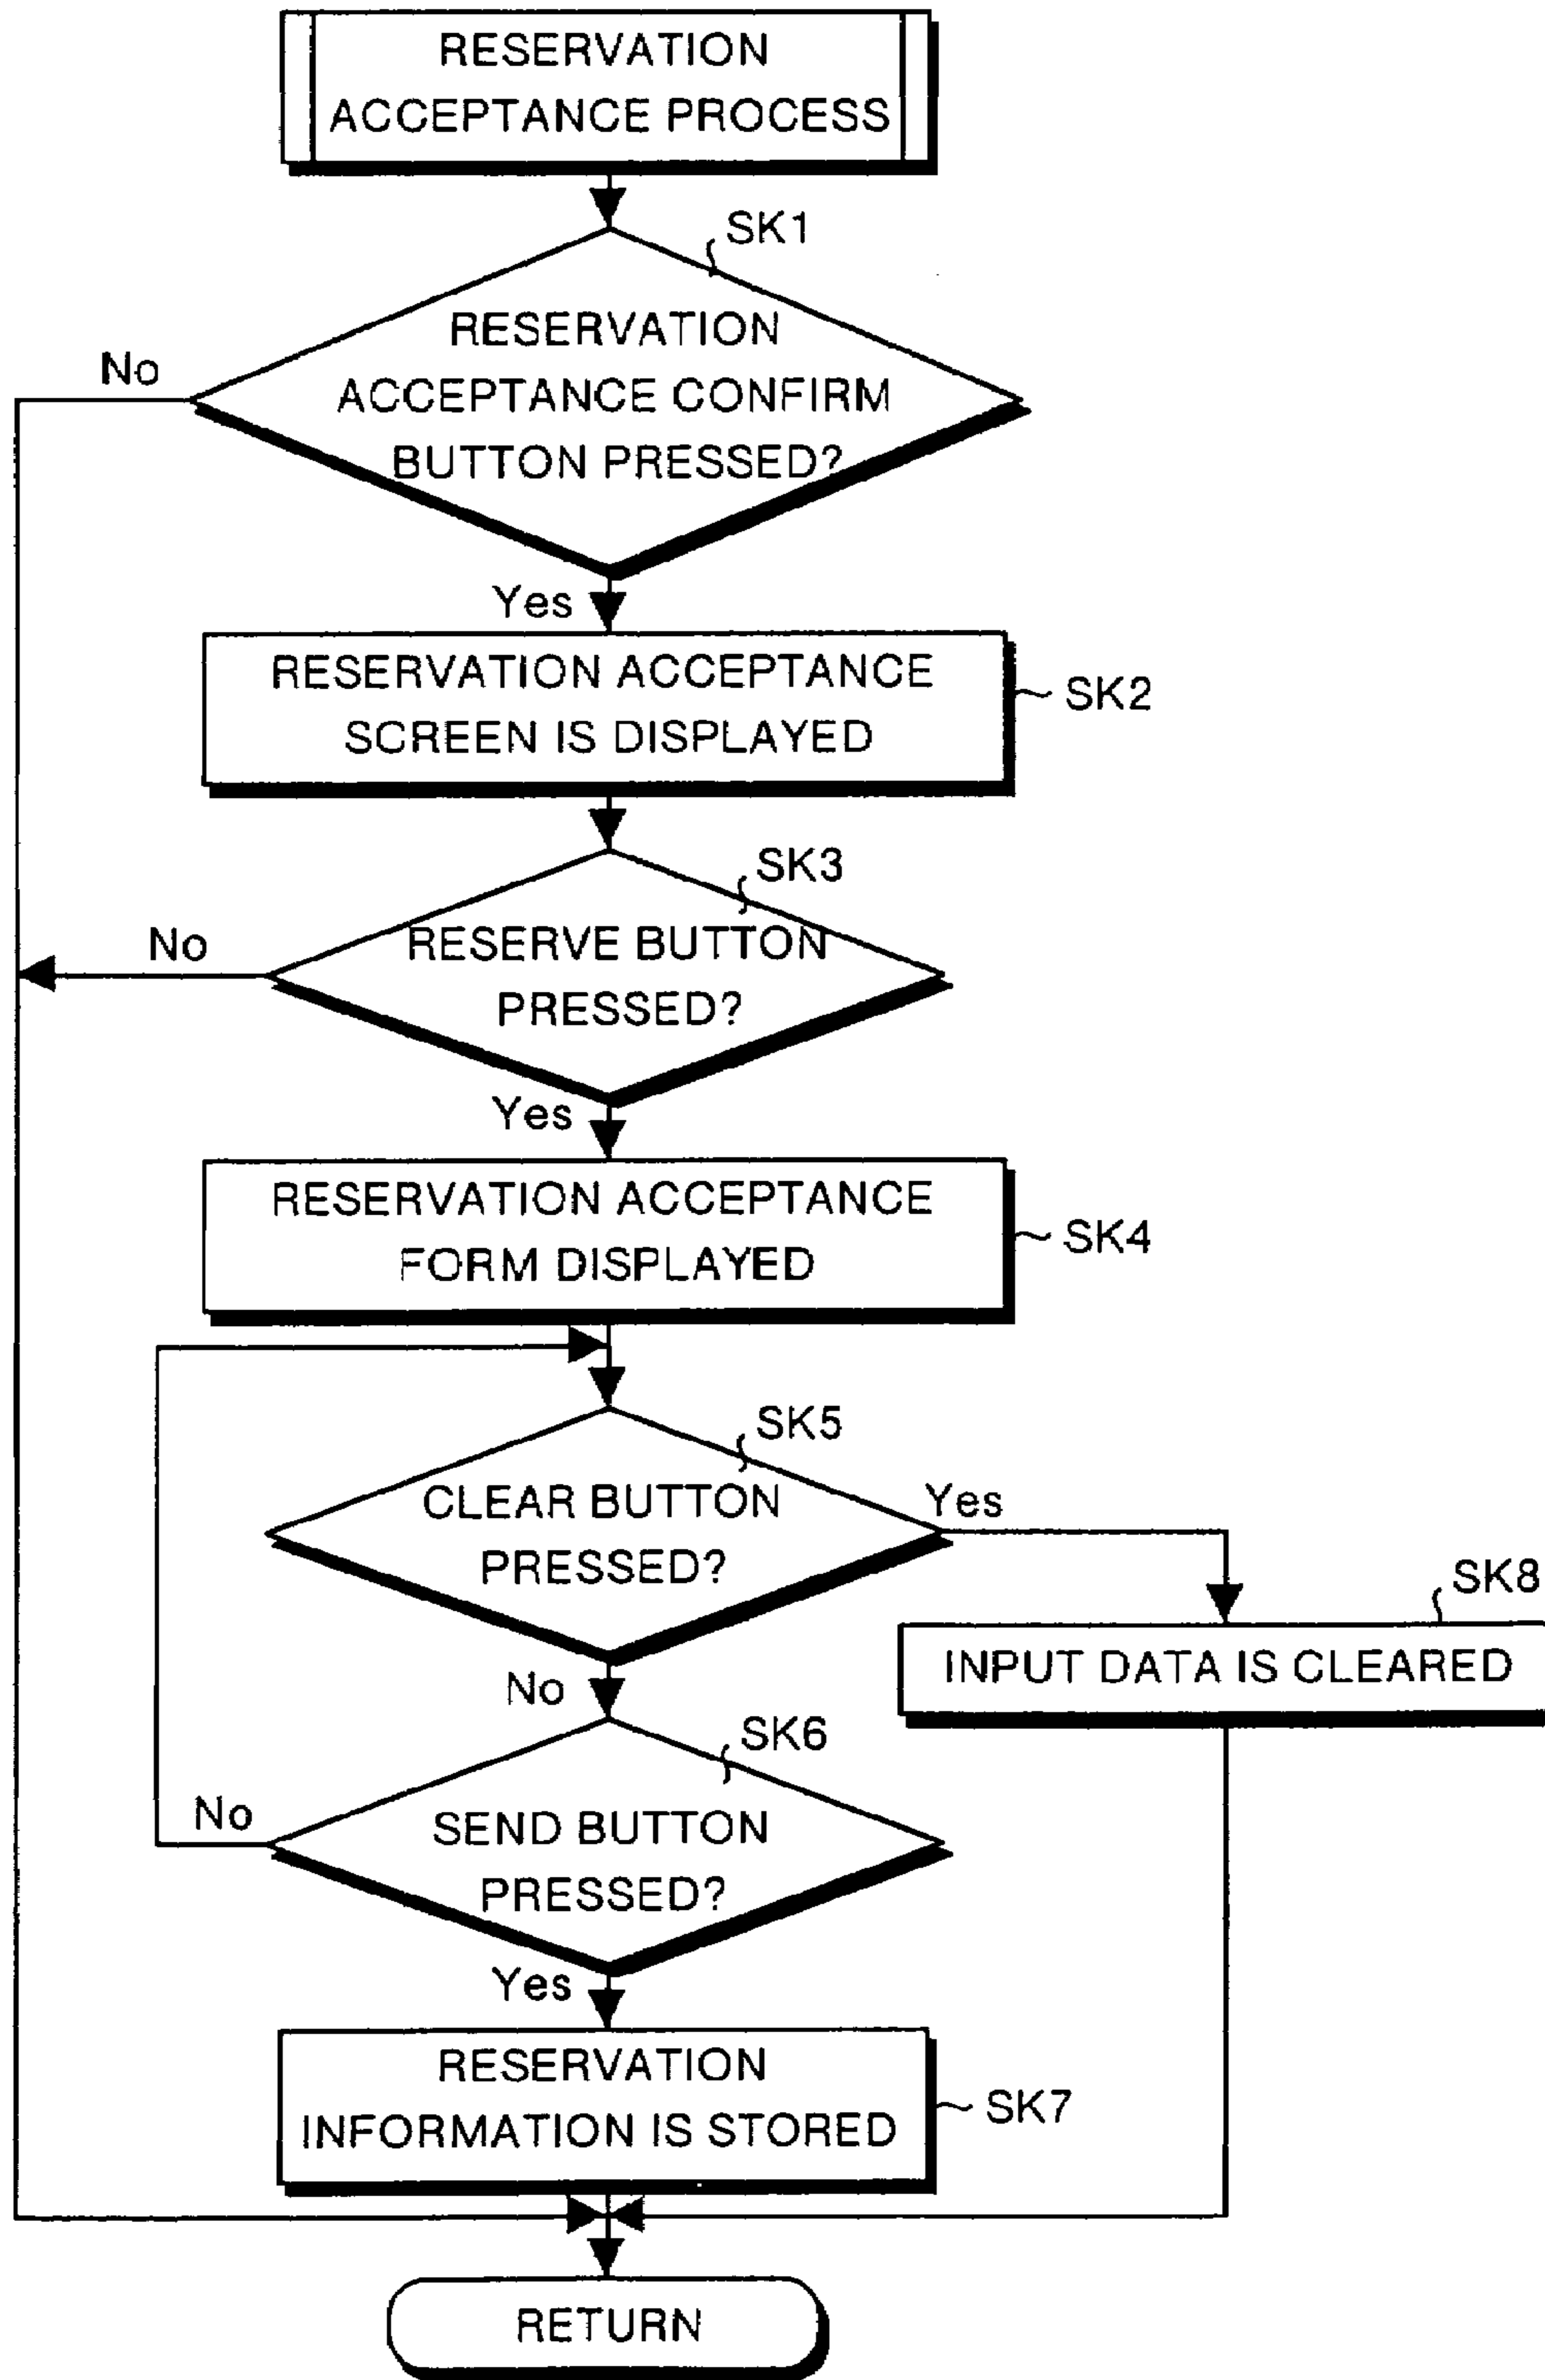 RESERVATION
ACCEPTANCE PROCESS
SK1
RESERVATION
ACCEPTANCE CONFIRM
BUTTON PRESSED?
No
Yes
RESERVATION ACCEPTANCE
SCREEN IS DISPLAYED
SK2
SK3
RESERVE BUTTON
PRESSED?
No
Yes
RESERVATION ACCEPTANCE
FORM DISPLAYED
SK4
SK5
CLEAR BUTTON
PRESSED?
Yes
No
SK8
INPUT DATA IS CLEARED
SK6
SEND BUTTON
PRESSED?
No
Yes
RESERVATION
INFORMATION IS STORED
SK7
RETURN